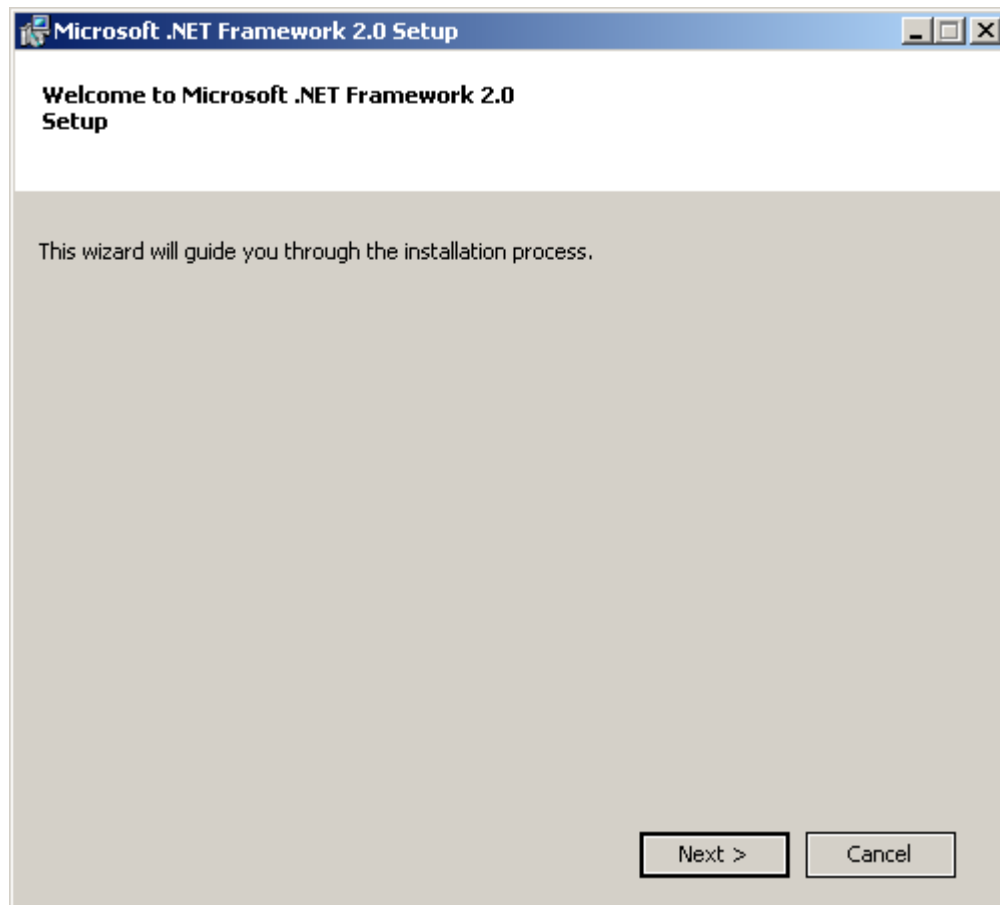 Microsoft .NET Framework 2.0 Setup
Welcome to Microsoft .NET Framework 2.0
Setup
This wizard will guide you through the installation process.
Next >
Cancel